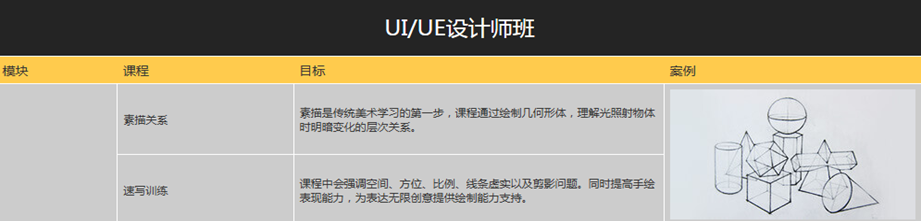 UI/UE设计师班
模块 课程 目标 案例
素描关系
素描是传统美术学习的第一步，课程通过绘制几何形体，理解光照射物体
时明暗变化的层次关系。
速写训练
课程中会强调空间、方位、比例、线条虚实以及剪影问题。同时提高手绘
表现能力，为表达无限创意提供绘制能力支持。